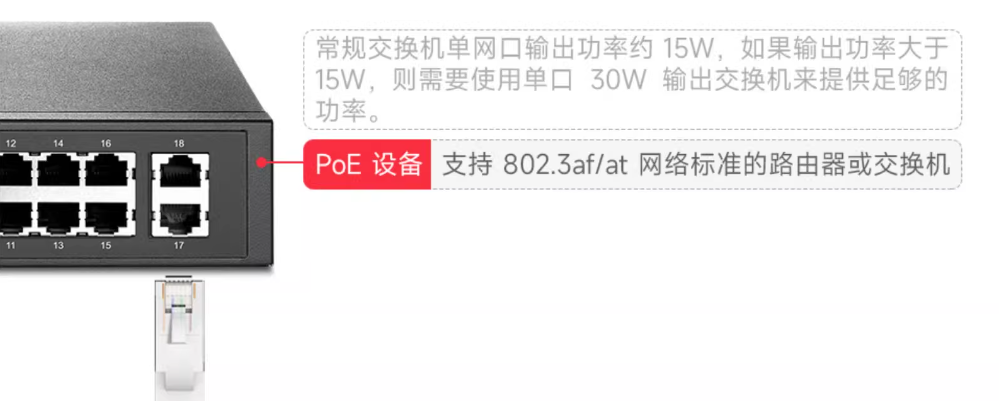 常规交换机单网口输出功率约 15W，如果输出功率大于
15W，则需要使用单口 30W 输出交换机来提供足够的
功率。
12 14 16 18
PoE 设备 支持 802.3af/at 网络标准的路由器或交换机
11 13 15 17